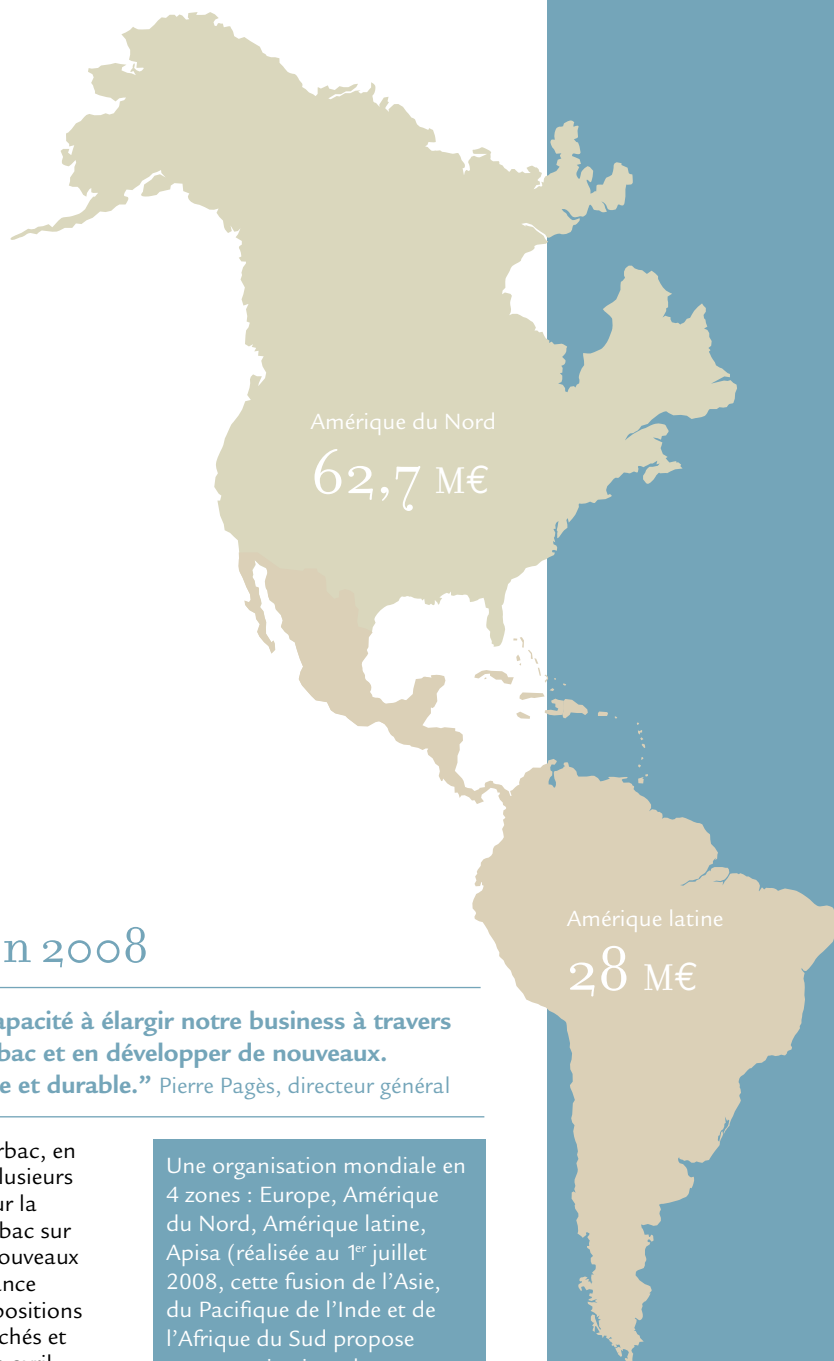 Amérique du Nord
62,7 M€
Amérique latine
28 M€
n 2008
apacité à élargir notre business à travers
bac et en développer de nouveaux.
e et durable.” Pierre Pagès, directeur général
rbac, en
lusieurs
ur la
bac sur
ouveaux
ance
positions
chés et
Une organisation mondiale en
4 zones : Europe, Amérique
du Nord, Amérique latine,
Apisa (réalisée au 1er juillet
2008, cette fusion de l’Asie,
du Pacifique de l’Inde et de
l’Afrique du Sud propose